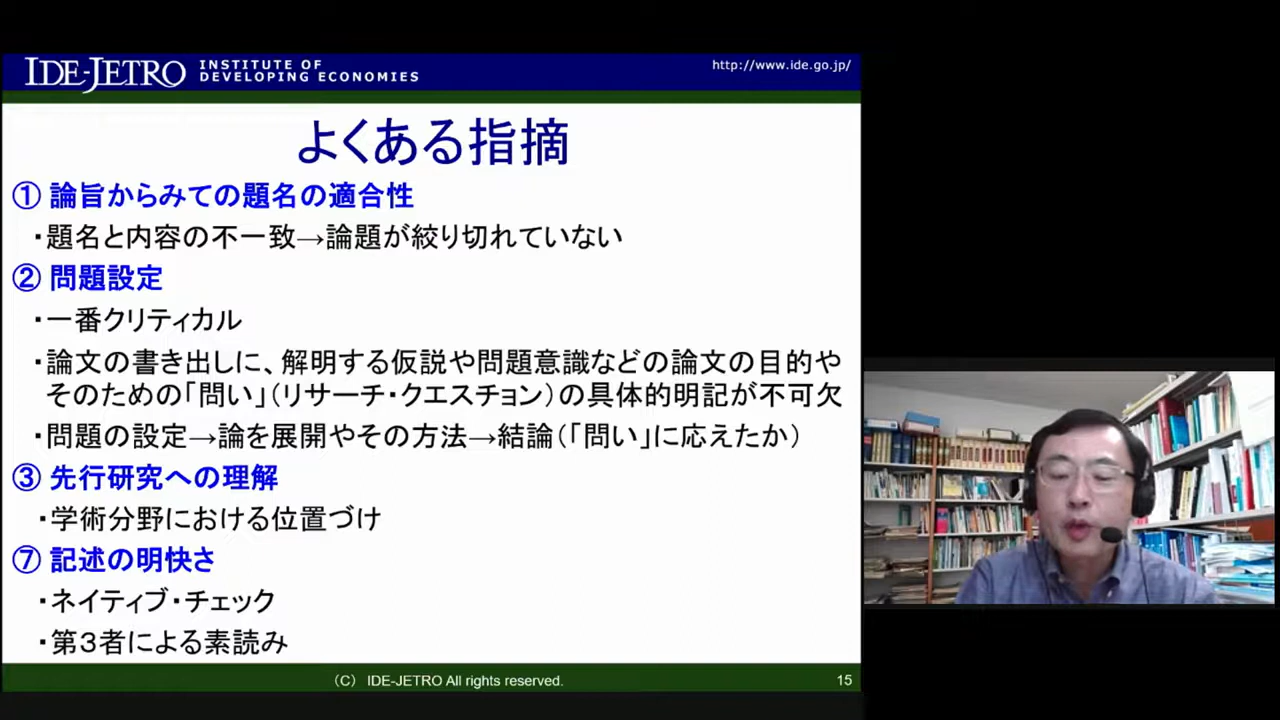 IDE-JETRO INSTITUTE OF
DEVELOPING ECONOMIES
http://www.ide.go.jp/
よくある指摘
① 論旨からみての題名の適合性
・題名と内容の不一致→論題が絞り切れていない
② 問題設定
・一番クリティカル
・論文の書き出しに、解明する仮説や問題意識などの論文の目的や
そのための「問い」（リサーチ・クエスチョン）の具体的明記が不可欠
・問題の設定→論を展開やその方法→結論（「問い」に応えたか）
③ 先行研究への理解
・学術分野における位置づけ
⑦ 記述の明快さ
・ネイティブ・チェック
・第３者による素読み
（C） IDE-JETRO All rights reserved.
15